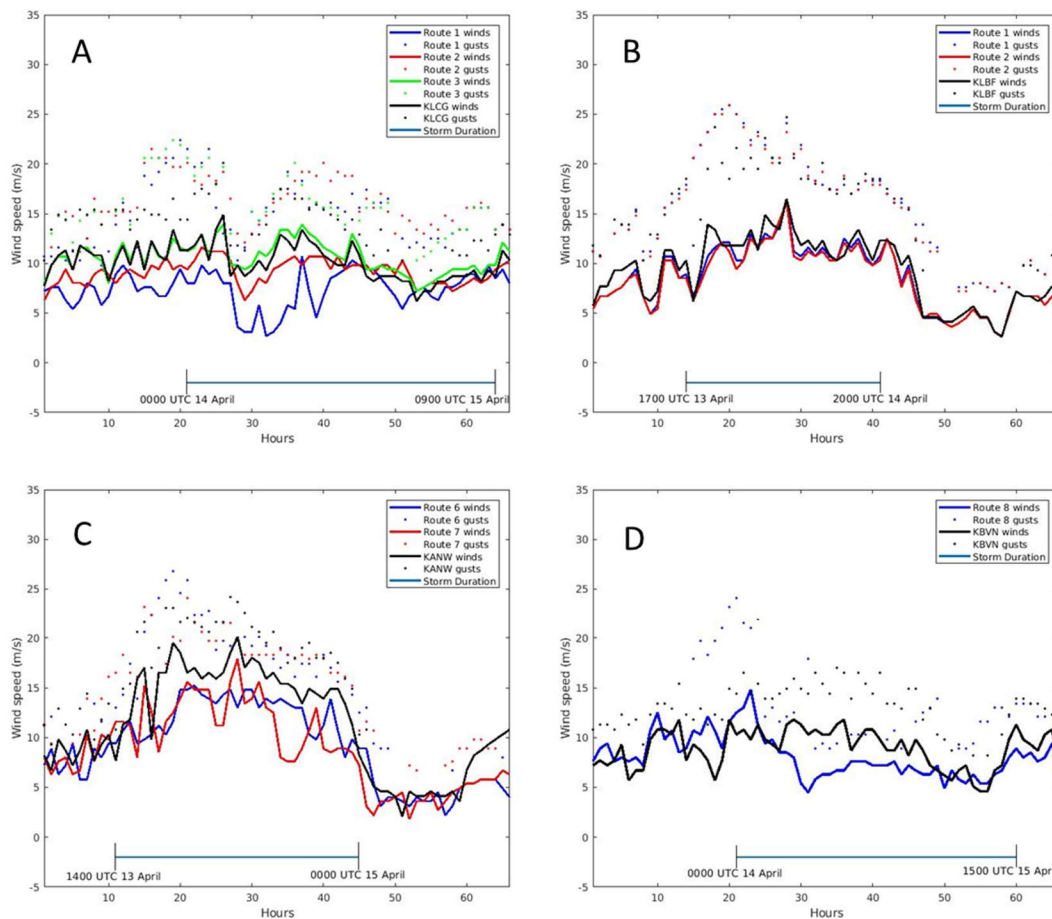 A
35
30
25
20
15
10
5
0
-5
Wind speed (m/s)
Route 1 winds
Route 1 gusts
Route 2 winds
Route 2 gusts
Route 3 winds
Route 3 gusts
KLCG winds
KLCG gusts
Storm Duration
0000 UTC 14 April
0900 UTC 15 April
10 20 30 40 50 60
Hours
B
35
30
25
20
15
10
5
0
-5
Wind speed (m/s)
Route 1 winds
Route 1 gusts
Route 2 winds
Route 2 gusts
KLBF winds
KLBF gusts
Storm Duration
1700 UTC 13 April
2000 UTC 14 April
10 20 30 40 50 60
Hours
C
35
30
25
20
15
10
5
0
-5
Wind speed (m/s)
Route 6 winds
Route 6 gusts
Route 7 winds
Route 7 gusts
KANW winds
KANW gusts
Storm Duration
1400 UTC 13 April
0000 UTC 15 April
10 20 30 40 50 60
Hours
D
35
30
25
20
15
10
5
0
-5
Wind speed (m/s)
Route 8 winds
Route 8 gusts
KBVN winds
KBVN gusts
Storm Duration
0000 UTC 14 April
1500 UTC 15 Apr
10 20 30 40 50 60
Hours